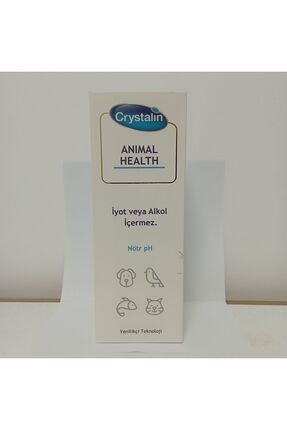 Crystalin
ANIMAL
HEALTH
İyot veya Alkol
İçermez.
Nötr pH
Yenilikçi Teknoloji